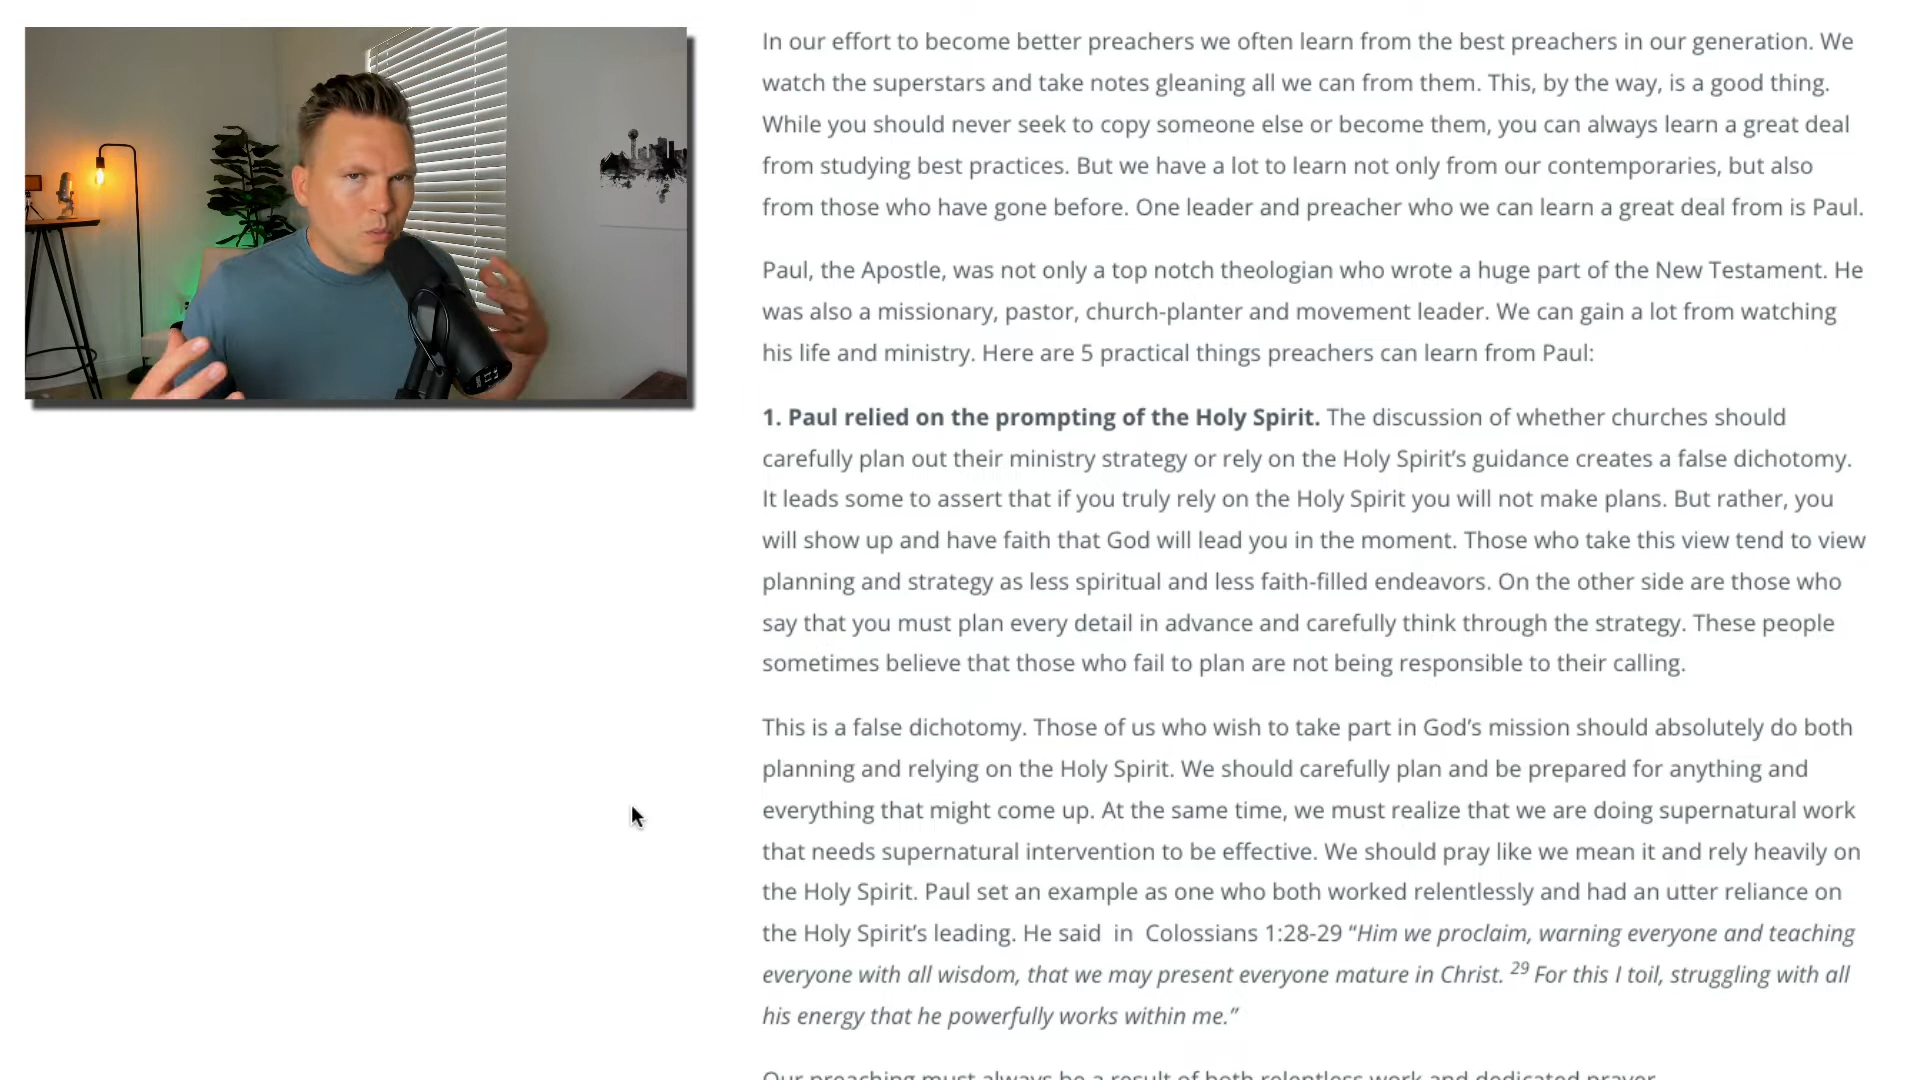 In our effort to become better preachers we often learn from the best preachers in our generation. We
watch the superstars and take notes gleaning all we can from them. This, by the way, is a good thing.
While you should never seek to copy someone else or become them, you can always learn a great deal
from studying best practices. But we have a lot to learn not only from our contemporaries, but also
from those who have gone before. One leader and preacher who we can learn a great deal from is Paul.
Paul, the Apostle, was not only a top notch theologian who wrote a huge part of the New Testament. He
was also a missionary, pastor, church-planter and movement leader. We can gain a lot from watching
his life and ministry. Here are 5 practical things preachers can learn from Paul:
1. Paul relied on the prompting of the Holy Spirit. The discussion of whether churches should
carefully plan out their ministry strategy or rely on the Holy Spirit’s guidance creates a false dichotomy.
It leads some to assert that if you truly rely on the Holy Spirit you will not make plans. But rather, you
will show up and have faith that God will lead you in the moment. Those who take this view tend to view
planning and strategy as less spiritual and less faith-filled endeavors. On the other side are those who
say that you must plan every detail in advance and carefully think through the strategy. These people
sometimes believe that those who fail to plan are not being responsible to their calling.
This is a false dichotomy. Those of us who wish to take part in God’s mission should absolutely do both
planning and relying on the Holy Spirit. We should carefully plan and be prepared for anything and
everything that might come up. At the same time, we must realize that we are doing supernatural work
that needs supernatural intervention to be effective. We should pray like we mean it and rely heavily on
the Holy Spirit. Paul set an example as one who both worked relentlessly and had an utter reliance on
the Holy Spirit’s leading. He said in Colossians 1:28-29 “Him we proclaim, warning everyone and teaching
everyone with all wisdom, that we may present everyone mature in Christ. 29 For this I toil, struggling with all
his energy that he powerfully works within me.”
Our preaching must always be a result of both relentless work and dedicated prayer.